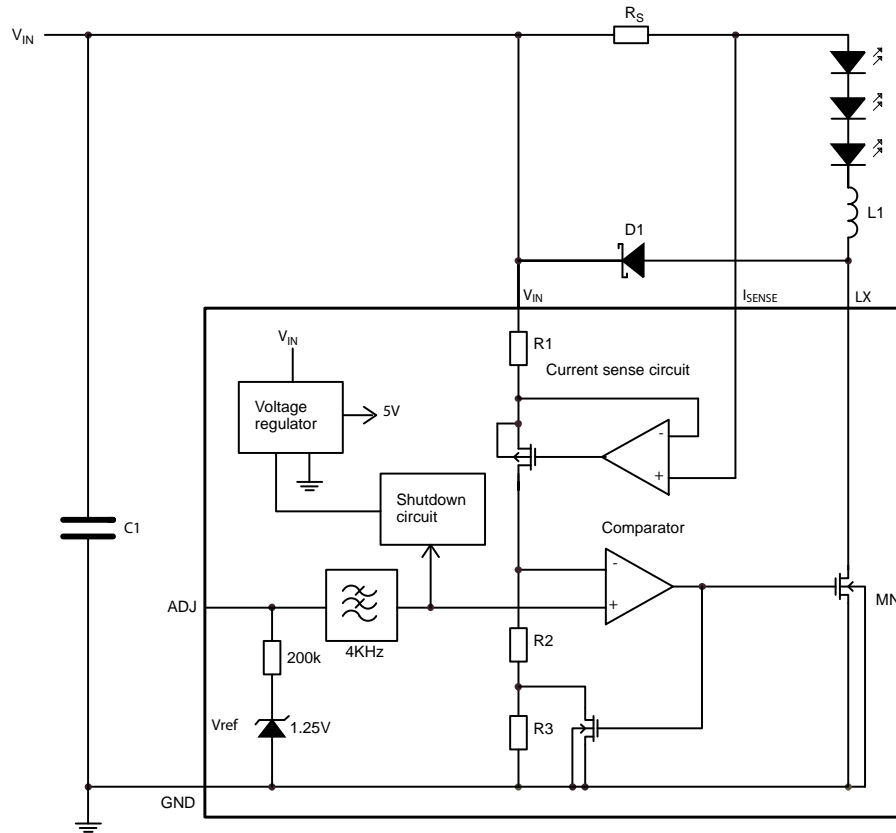 RS
VIN
L1
D1
VIN
ISENSE
LX
R1
VIN
Current sense circuit
Voltage
regulator
5V
-
+
Shutdown
circuit
C1
Comparator
-
+
ADJ
MN
4KHz
200k
R2
Vref
1.25V
R3
GND